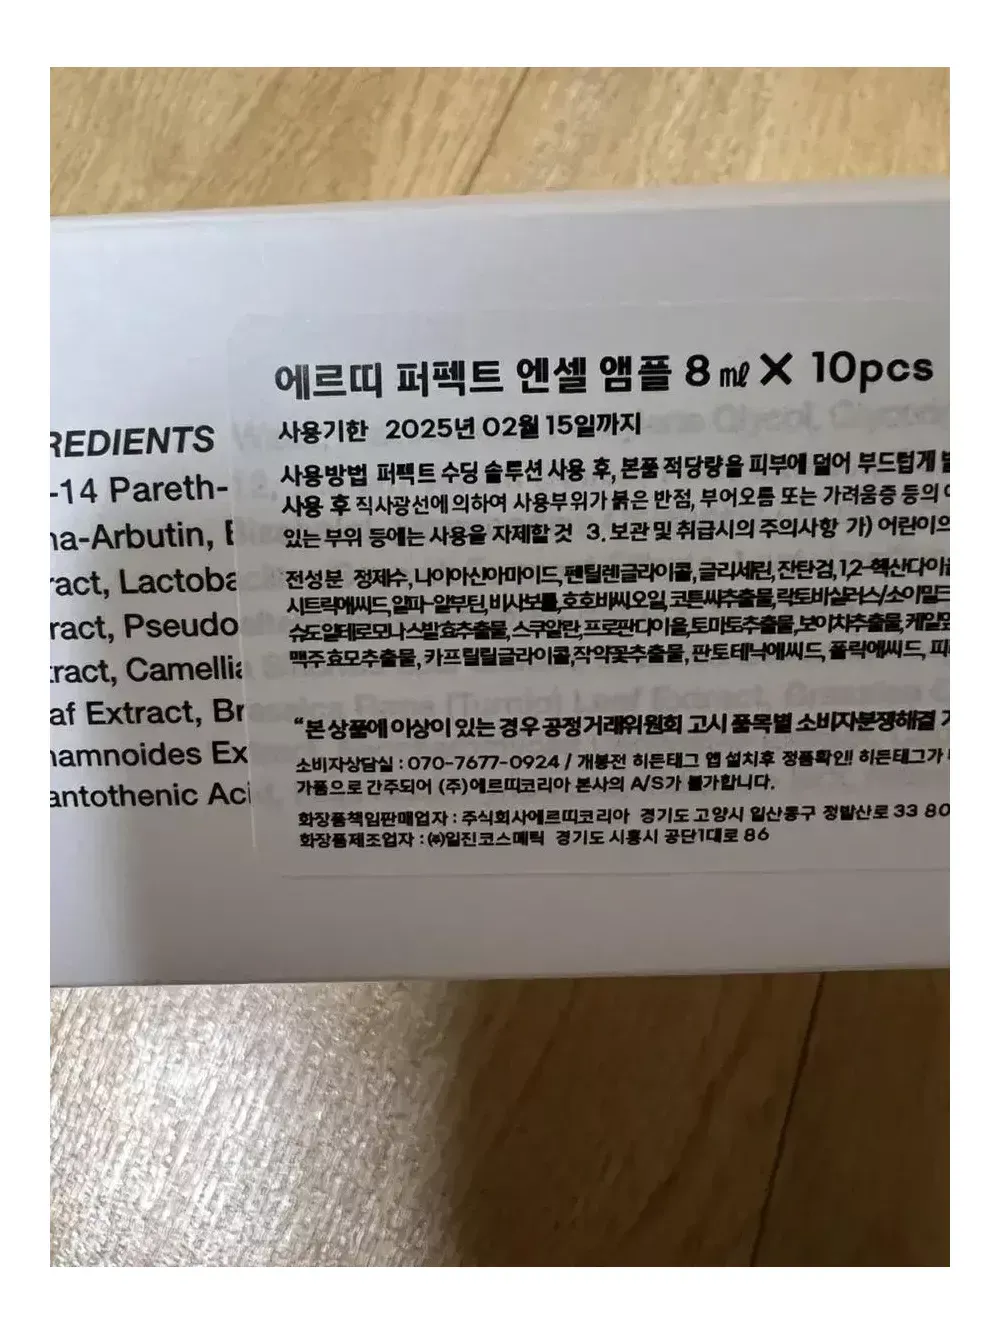 에르띠 퍼펙트 엔셀 앰플 8㎖ X 10pcs
사용기한 2025년 02월 15일까지
사용방법 퍼펙트 수딩 솔루션 사용 후, 본품 적당량을 피부에 덜어 부드럽게
사용 후 직사광선에 의하여 사용부위가 붉은 반점, 부어오름 또는 가려움증 등의
있는 부위 등에는 사용을 자제할 것 3. 보관 및 취급시의 주의사항 가) 어린이의
전성분 정제수, 나이아신아마이드, 펜틸렌글라이콜, 글리세린, 잔탄검, 1,2-헥산다이올
시트릭애씨드, 알파-알부틴, 비사보롤, 호호바씨오일, 코튼씨추출물, 락토바실러스/소이밀크
슈도알테로모나스발효추출물, 스쿠알란, 프로판다이올, 토마토추출물, 보이차추출물, 케일잎
맥주효모추출물, 카프릴릴글라이콜, 작약꽃추출물, 판토테닉애씨드, 폴릭애씨드,
"본 상품에 이상이 있는 경우 공정거래위원회 고시 품목별 소비자분쟁해결
소비자상담실 : 070-7677-0924 / 개봉전 히든태그 앱 설치후 정품확인!! 히든태그가
가품으로 간주되어 (주)에르띠코리아 본사의 A/S가 불가합니다.
화장품책임판매업자 : 주식회사에르띠코리아 경기도 고양시 일산동구 정발산로 33 80
화장품제조업자 : ㈜일진코스메틱 경기도 시흥시 공단1대로 86
REDIENTS
-14 Pareth-
na-Arbutin,
ract, Lactoba
ract, Pseudo
tract, Camellia
af Extract, Br
namnoides Ex
antothenic Aci